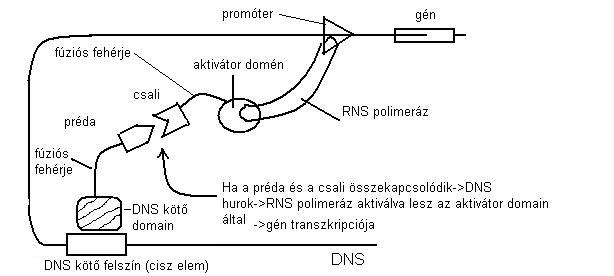 promóter
gén
fúziós fehérje
aktivátor domén
csali
préda
RNS polimeráz
fúziós
fehérje
Ha a préda és a csali összekapcsolódik->DNS
hurok->RNS polimeráz aktiválva lesz az aktivátor domain
által
->gén transzkripciója
DNS kötő
domain
DNS kötő felszín (cisz elem)
DNS